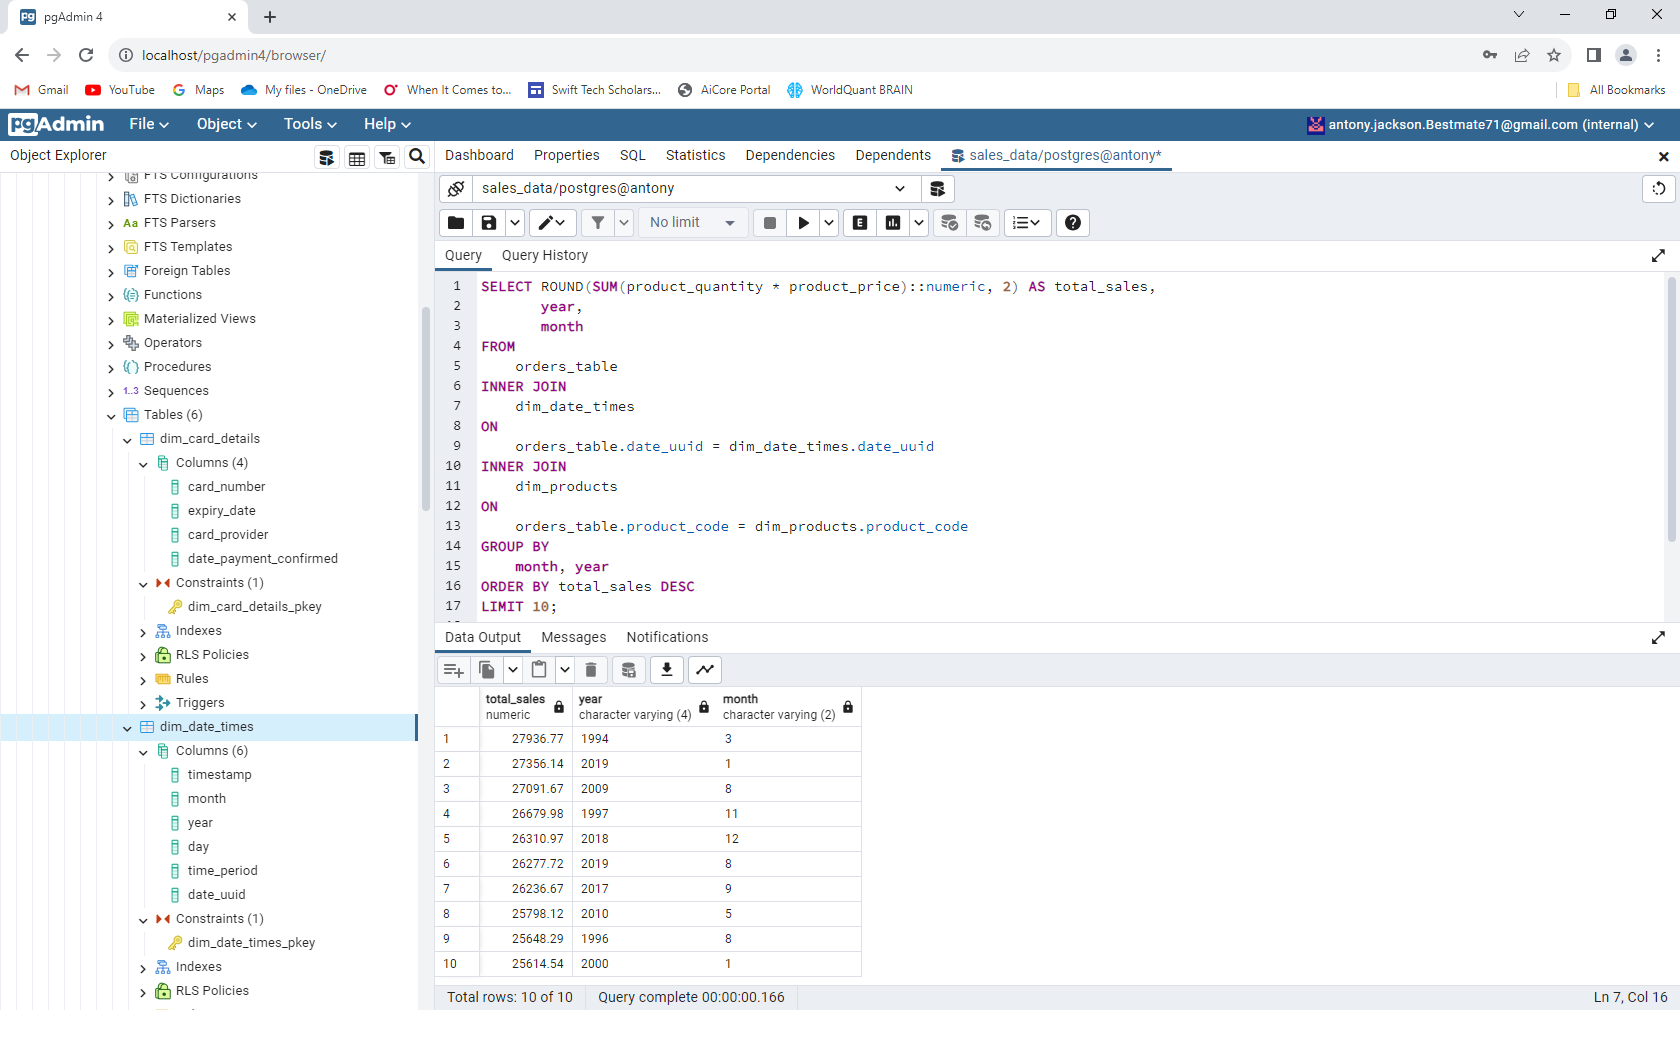 pgAdmin 4
localhost/pgadmin4/browser/
Gmail YouTube Maps My files - OneDrive When It Comes to... Swift Tech Scholars... AiCore Portal WorldQuant BRAIN All Bookmarks
pgAdmin File Object Tools Help antony.jackson.Bestmate71@gmail.com (internal)
Object Explorer
Dashboard Properties SQL Statistics Dependencies Dependents sales_data/postgres@antony*
FTS Configurations
FTS Dictionaries
Aa FTS Parsers
FTS Templates
Foreign Tables
Functions
Materialized Views
Operators
Procedures
1..3 Sequences
Tables (6)
dim_card_details
Columns (4)
card_number
expiry_date
card_provider
date_payment_confirmed
Constraints (1)
dim_card_details_pkey
Indexes
RLS Policies
Rules
Triggers
dim_date_times
Columns (6)
timestamp
month
year
day
time_period
date_uuid
Constraints (1)
dim_date_times_pkey
Indexes
RLS Policies
sales_data/postgres@antony
No limit E
Query Query History
1 SELECT ROUND(SUM(product_quantity * product_price)::numeric, 2) AS total_sales,
2 year,
3 month
4 FROM
5 orders_table
6 INNER JOIN
7 dim_date_times
8 ON
9 orders_table.date_uuid = dim_date_times.date_uuid
10 INNER JOIN
11 dim_products
12 ON
13 orders_table.product_code = dim_products.product_code
14 GROUP BY
15 month, year
16 ORDER BY total_sales DESC
17 LIMIT 10;
Data Output Messages Notifications
total_sales year month
numeric character varying (4) character varying (2)
1 27936.77 1994 3
2 27356.14 2019 1
3 27091.67 2009 8
4 26679.98 1997 11
5 26310.97 2018 12
6 26277.72 2019 8
7 26236.67 2017 9
8 25798.12 2010 5
9 25648.29 1996 8
10 25614.54 2000 1
Total rows: 10 of 10 Query complete 00:00:00.166 Ln 7, Col 16